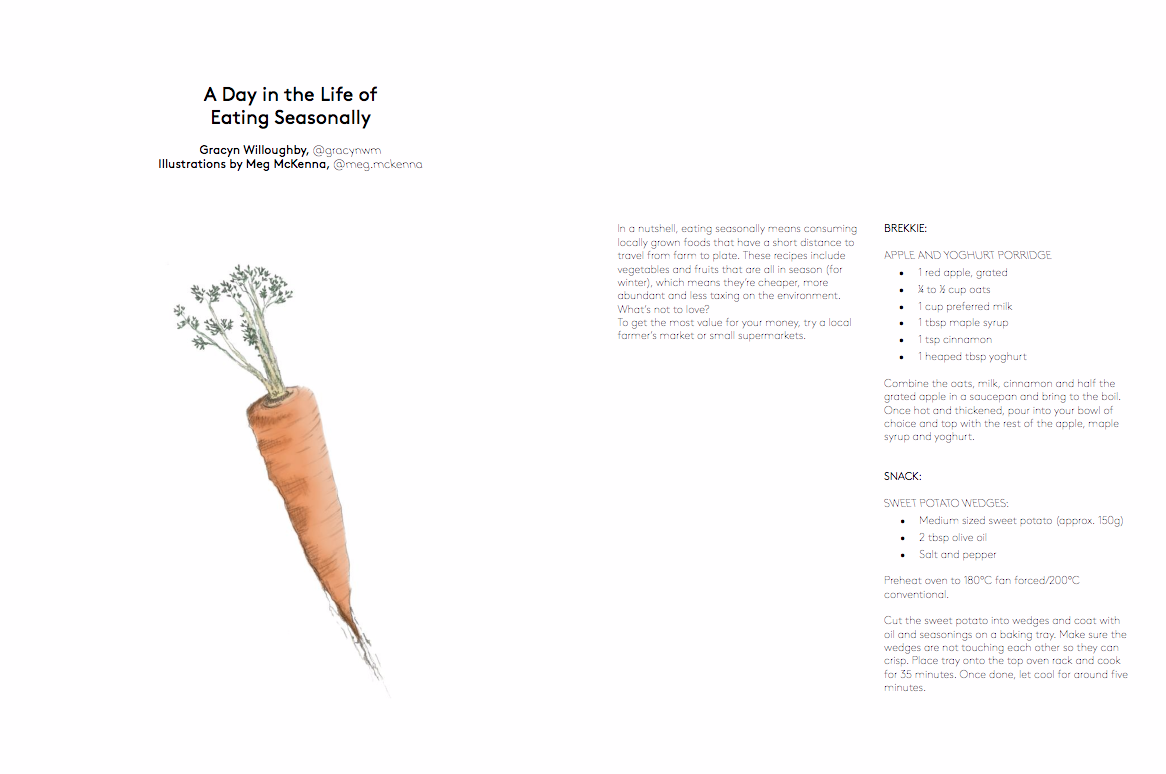 A Day in the Life of
Eating Seasonally
Gracyn Willoughby, @gracynwm
Illustrations by Meg McKenna, @meg.mckenna
In a nutshell, eating seasonally means consuming
locally grown foods that have a short distance to
travel from farm to plate. These recipes include
vegetables and fruits that are all in season (for
winter), which means they're cheaper, more
abundant and less taxing on the environment.
What's not to love?
To get the most value for your money, try a local
farmer's market or small supermarkets.
BREKKIE:
APPLE AND YOGHURT PORRIDGE
• 1 red apple, grated
• ¼ to ½ cup oats
• 1 cup preferred milk
• 1 tbsp maple syrup
• 1 tsp cinnamon
• 1 heaped tbsp yoghurt
Combine the oats, milk, cinnamon and half the
grated apple in a saucepan and bring to the boil.
Once hot and thickened, pour into your bowl of
choice and top with the rest of the apple, maple
syrup and yoghurt.
SNACK:
SWEET POTATO WEDGES:
• Medium sized sweet potato (approx. 150g)
• 2 tbsp olive oil
• Salt and pepper
Preheat oven to 180°C fan forced/200°C
conventional.
Cut the sweet potato into wedges and coat with
oil and seasonings on a baking tray. Make sure the
wedges are not touching each other so they can
crisp. Place tray onto the top oven rack and cook
for 35 minutes. Once done, let cool for around five
minutes.